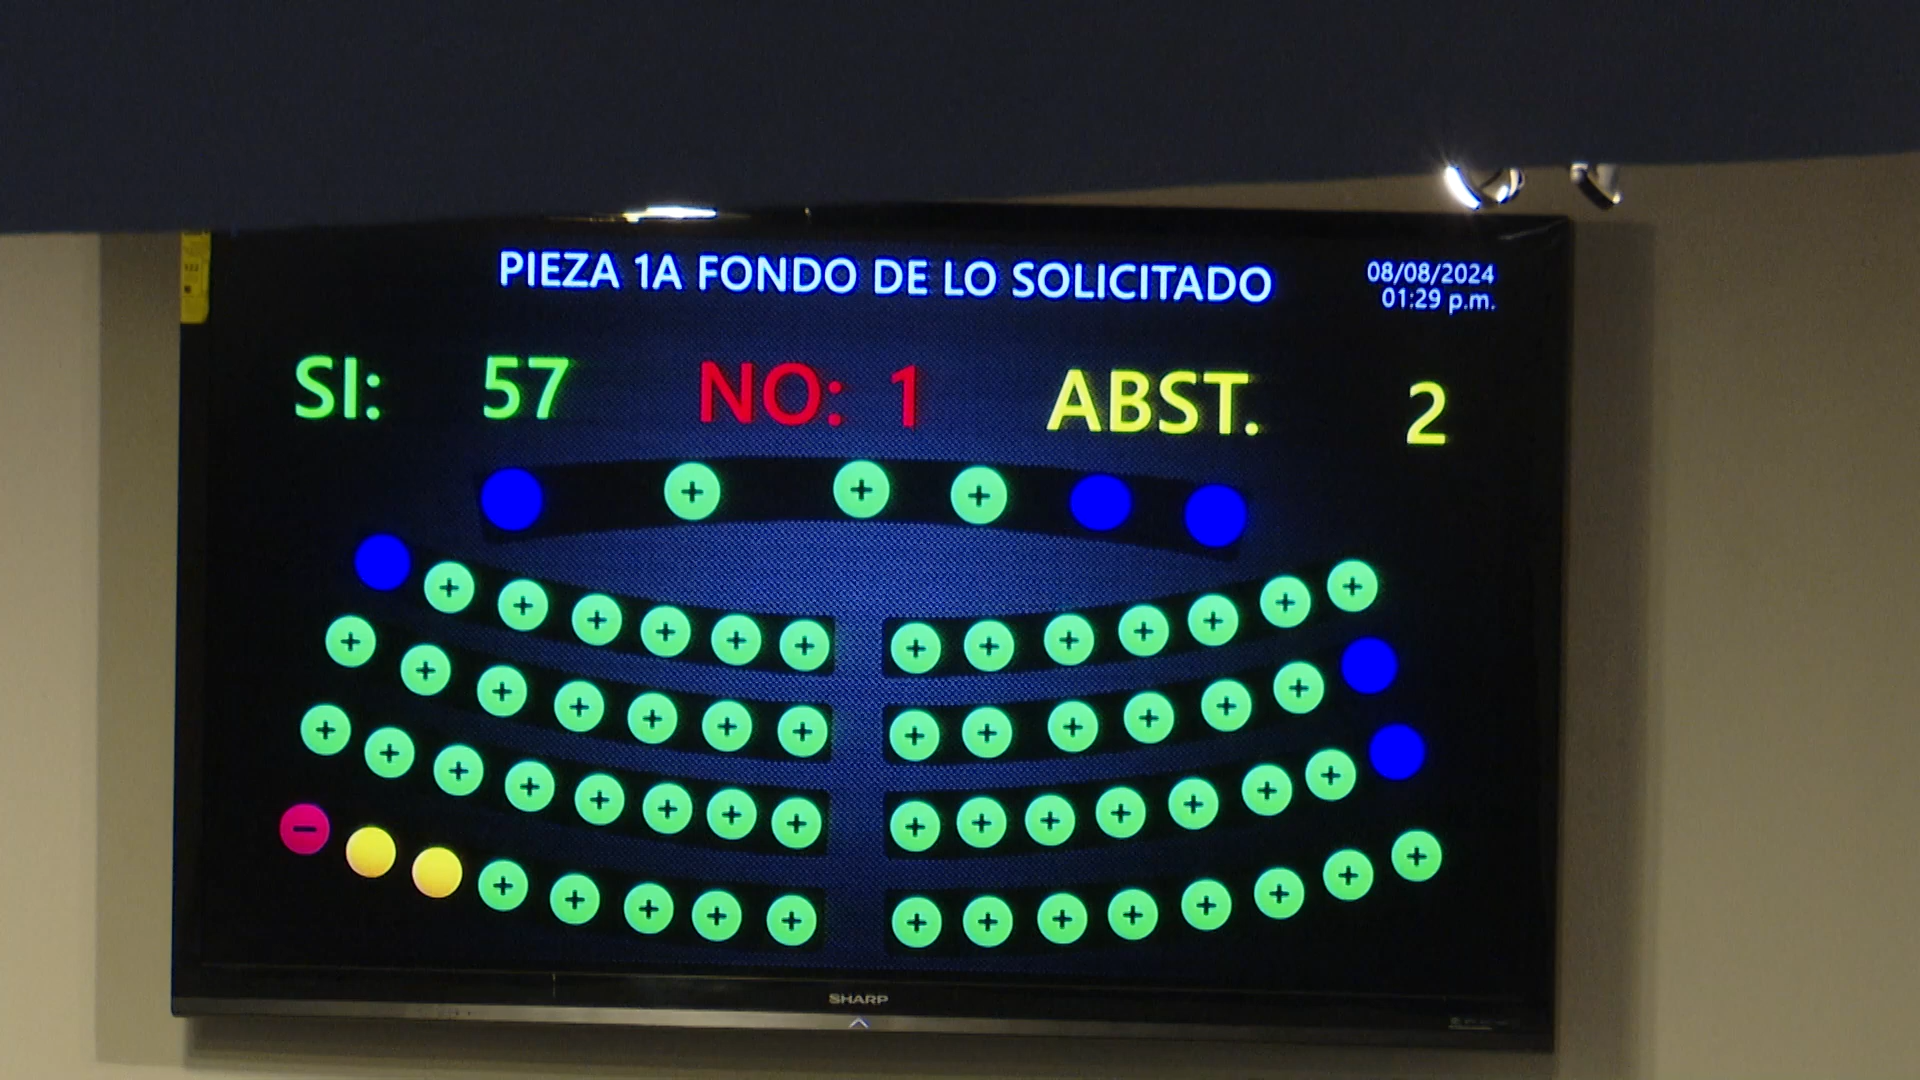 PIEZA 1A FONDO DE LO SOLICITADO
08/08/2024
01:29 p.m.
SI: 57 NO: 1 ABST. 2
SHARP